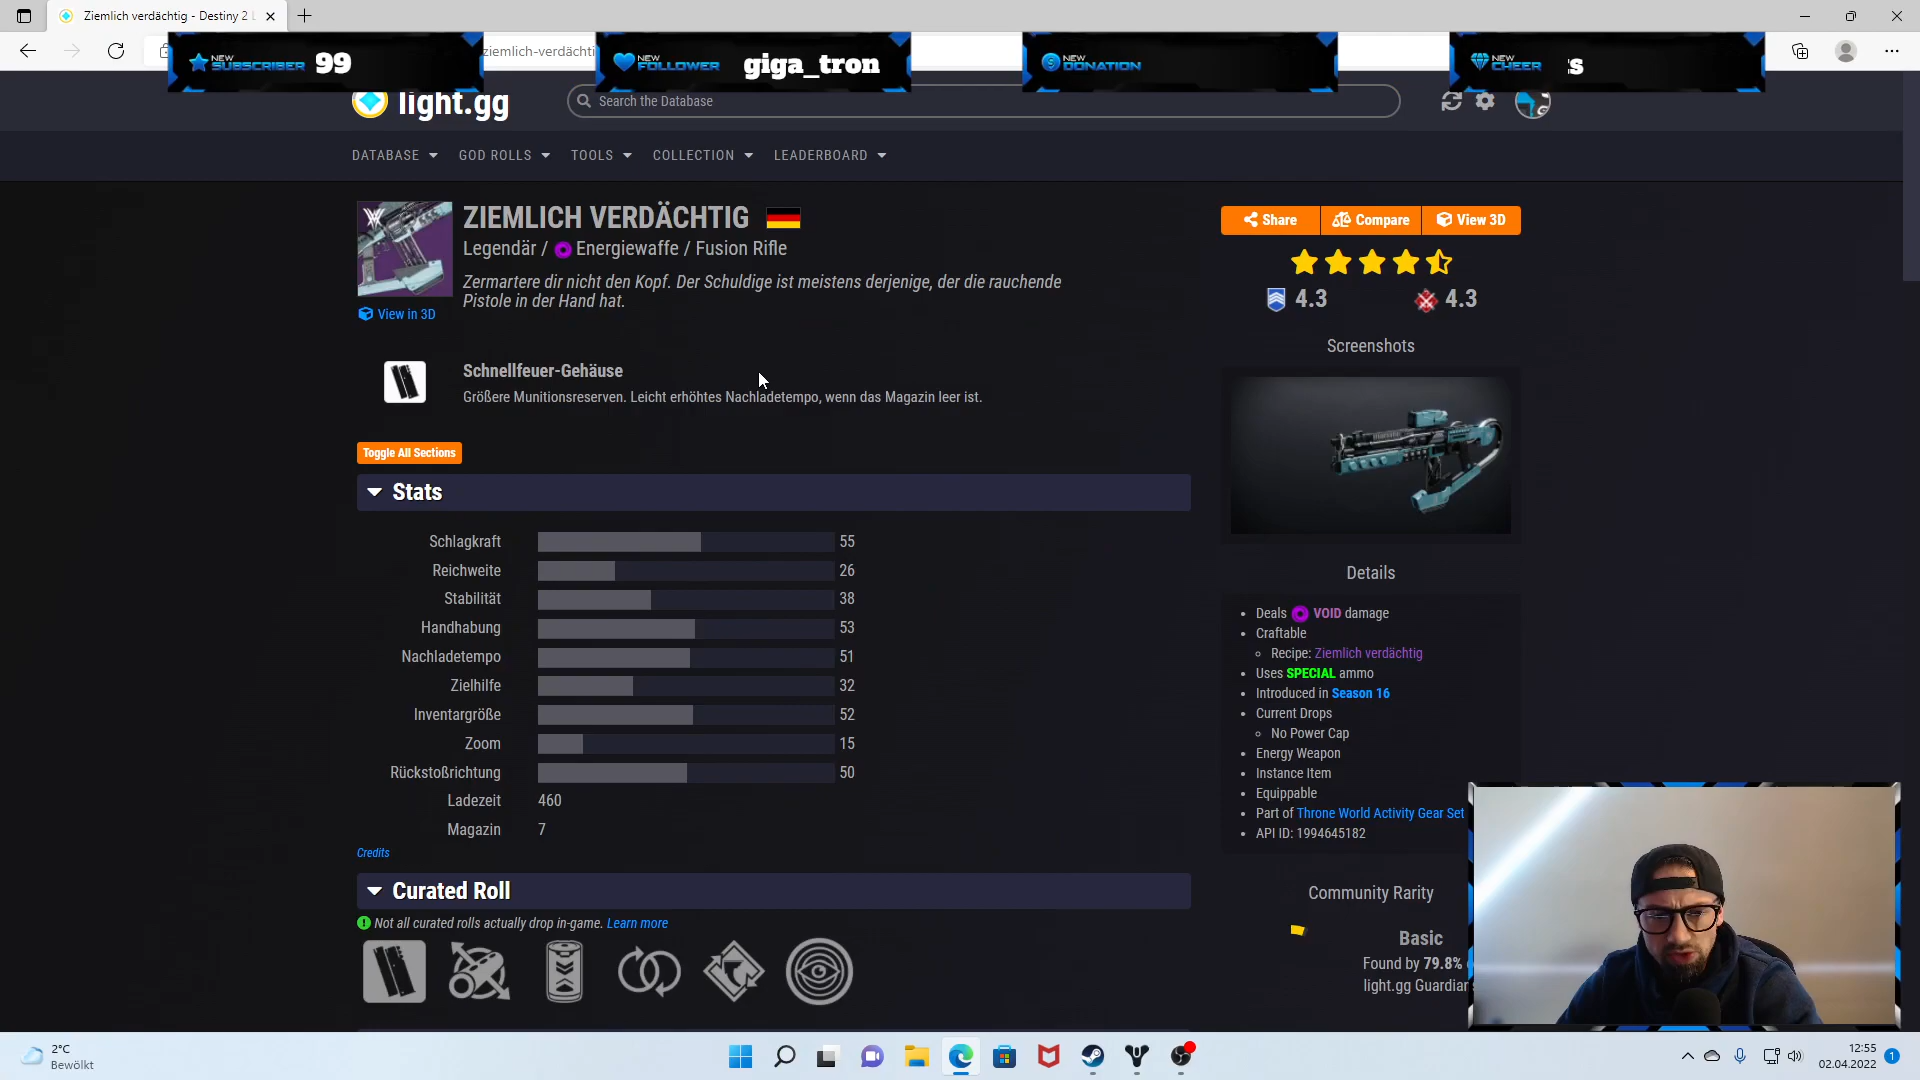 Ziemlich verdächtig - Destiny 2 L
ziemlich-verdächti
NEW SUBSCRIBER 99
NEW FOLLOWER giga_tron
NEW DONATION
NEW CHEER
light.gg
Search the Database
DATABASE GOD ROLLS TOOLS COLLECTION LEADERBOARD
ZIEMLICH VERDÄCHTIG
Legendär / Energiewaffe / Fusion Rifle
Zermartere dir nicht den Kopf. Der Schuldige ist meistens derjenige, der die rauchende
Pistole in der Hand hat.
View in 3D
Schnellfeuer-Gehäuse
Größere Munitionsreserven. Leicht erhöhtes Nachladetempo, wenn das Magazin leer ist.
Toggle All Sections
Stats
Schlagkraft 55
Reichweite 26
Stabilität 38
Handhabung 53
Nachladetempo 51
Zielhilfe 32
Inventargröße 52
Zoom 15
Rückstoßrichtung 50
Ladezeit 460
Magazin 7
Credits
Curated Roll
Not all curated rolls actually drop in-game. Learn more
Share Compare View 3D
4.3 4.3
Screenshots
Details
Deals VOID damage
Craftable
Recipe: Ziemlich verdächtig
Uses SPECIAL ammo
Introduced in Season 16
Current Drops
No Power Cap
Energy Weapon
Instance Item
Equippable
Part of Throne World Activity Gear Set
API ID: 1994645182
Community Rarity
Basic
Found by 79.8%
light.gg Guardian
2°C
Bewölkt
12:55
02.04.2022
1